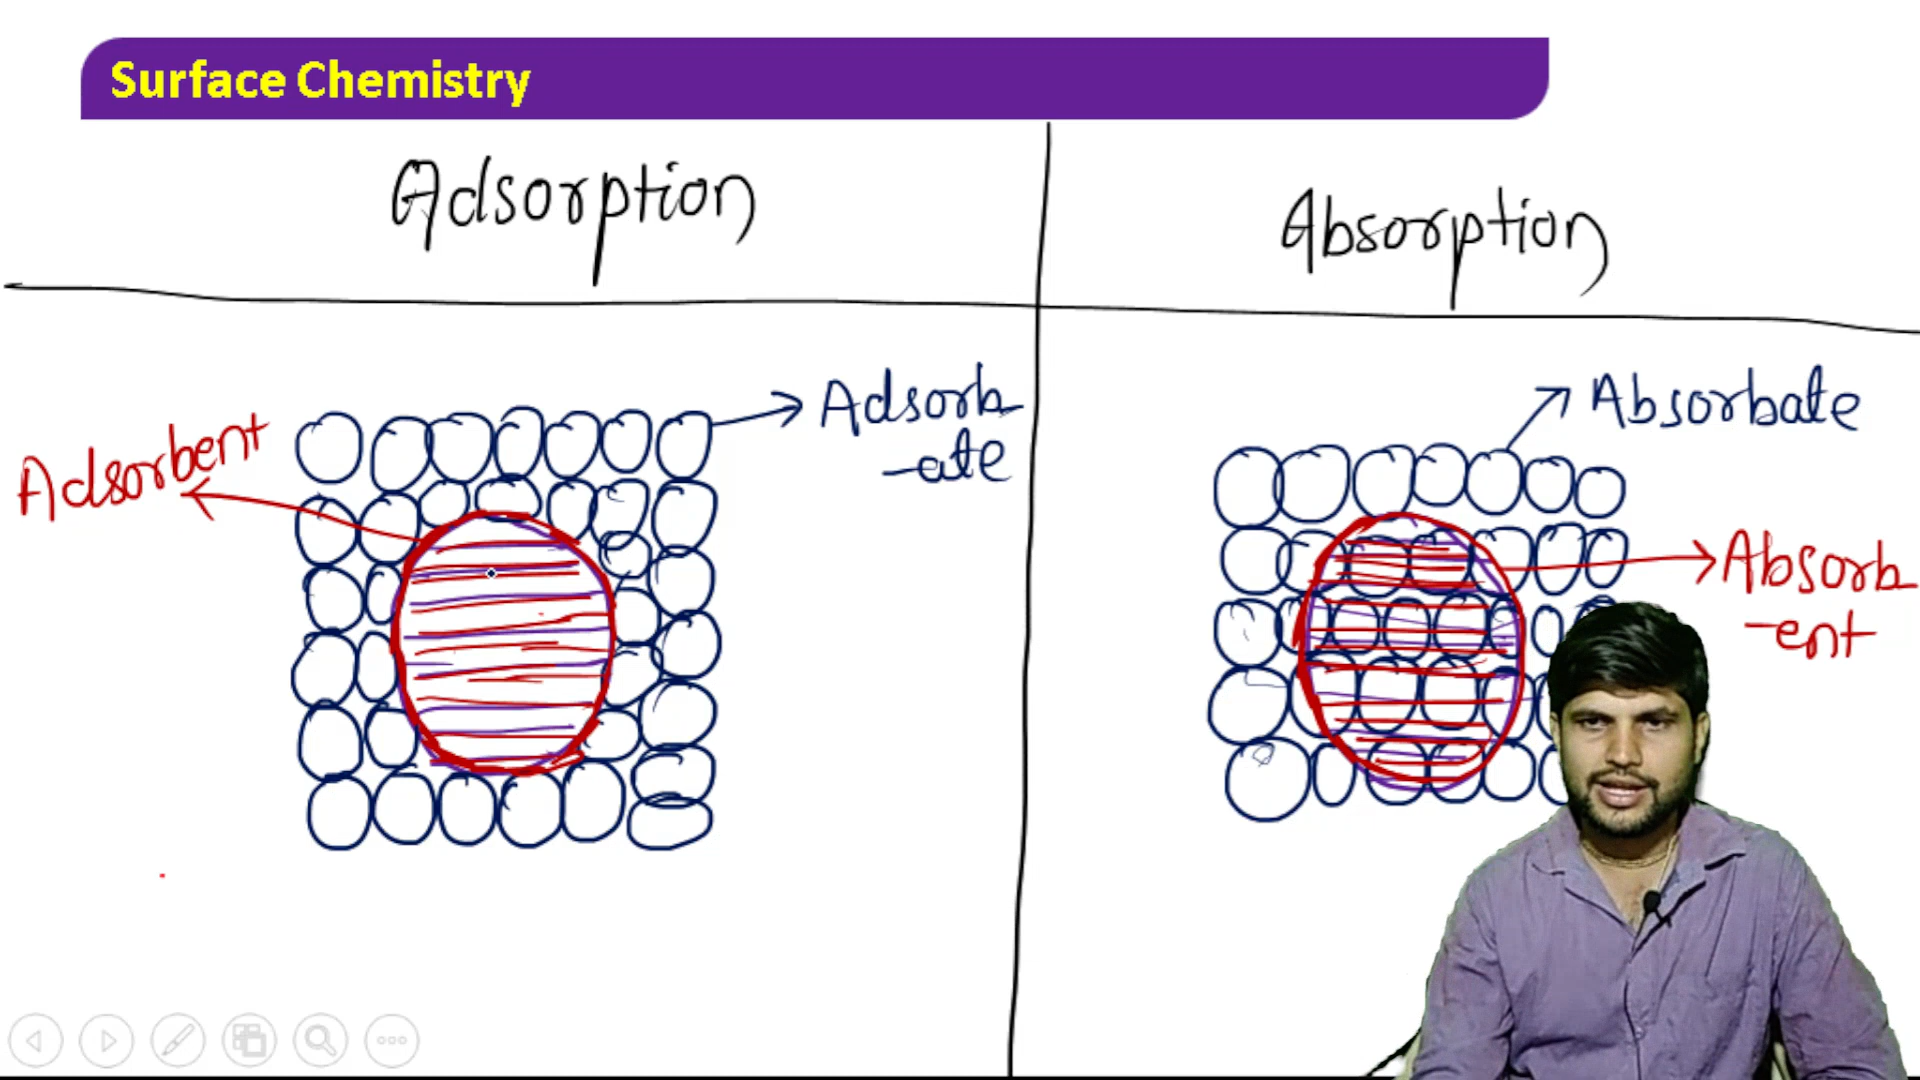 Surface Chemistry
Adsorption
Absorption
Adsorbent
Adsorb
-ate
Absorbate
Absorb
-ent